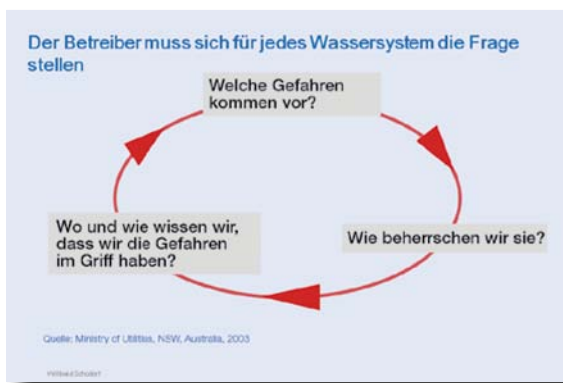 Der Betreiber muss sich für jedes Wassersystem die Frage
stellen
Welche Gefahren
kommen vor?
Wie beherrschen wir sie?
Wo und wie wissen wir,
dass wir die Gefahren
im Griff haben?
Quelle: Ministry of Utilities, NSW, Australia, 2003